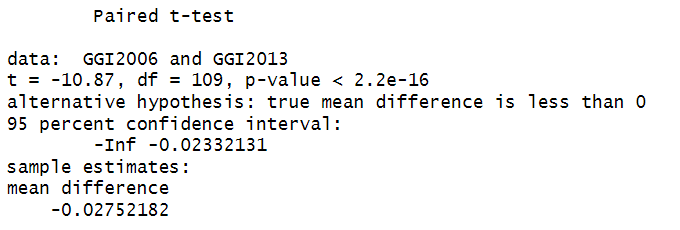 Paired t-test
data: GGI2006 and GGI2013
t = -10.87, df = 109, p-value < 2.2e-16
alternative hypothesis: true mean difference is less than 0
95 percent confidence interval:
-Inf -0.02332131
sample estimates:
mean difference
-0.02752182